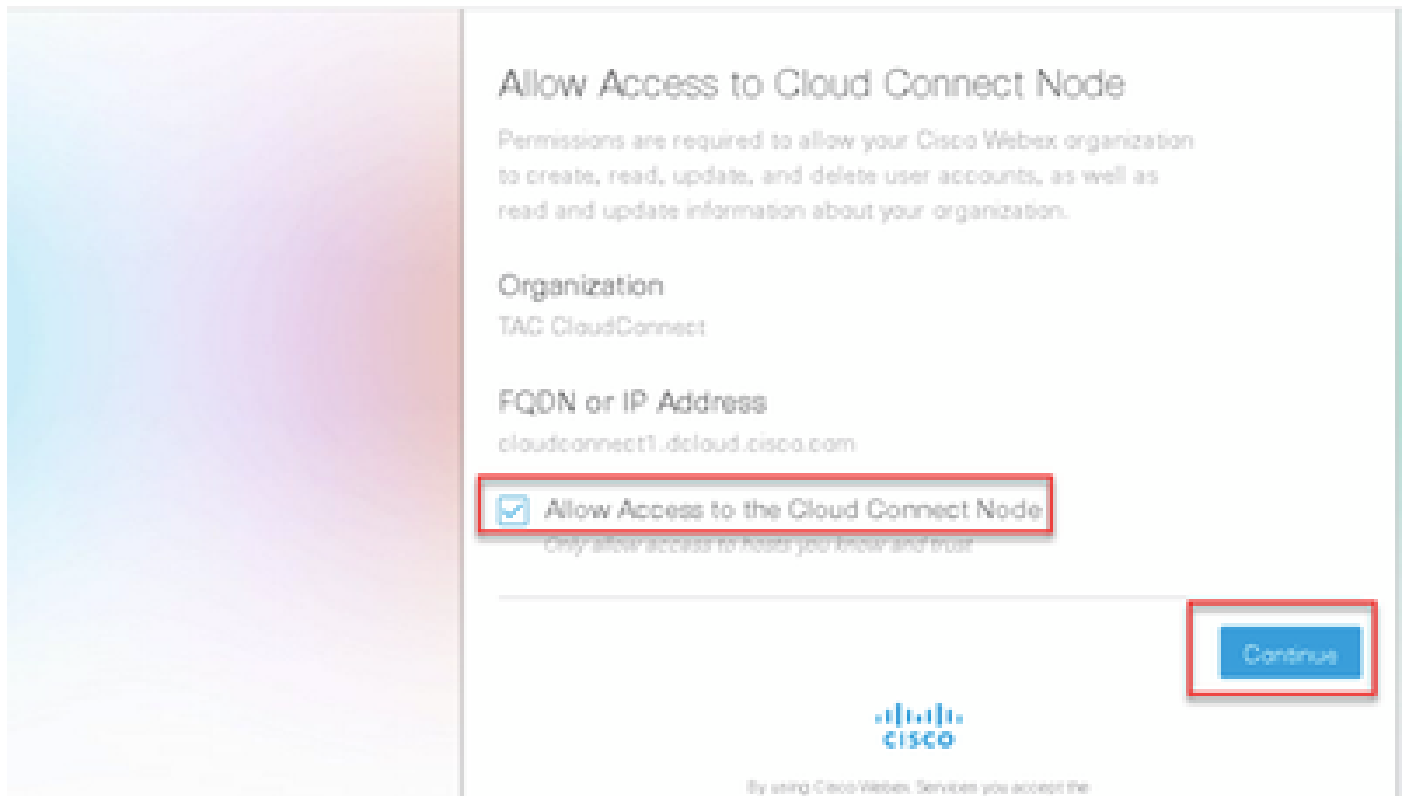 Allow Access to Cloud Connect Node
Permissions are required to allow your Cisco Webex organization
to create, read, update, and delete user accounts, as well as
read and update information about your organization.
Organization
TAC CloudConnect
FQDN or IP Address
cloudconnect1.dcloud.cisco.com
Allow Access to the Cloud Connect Node
Only allow access to hosts you know and trust
Continue
CISCO
By using Cisco Webex Services you accept the